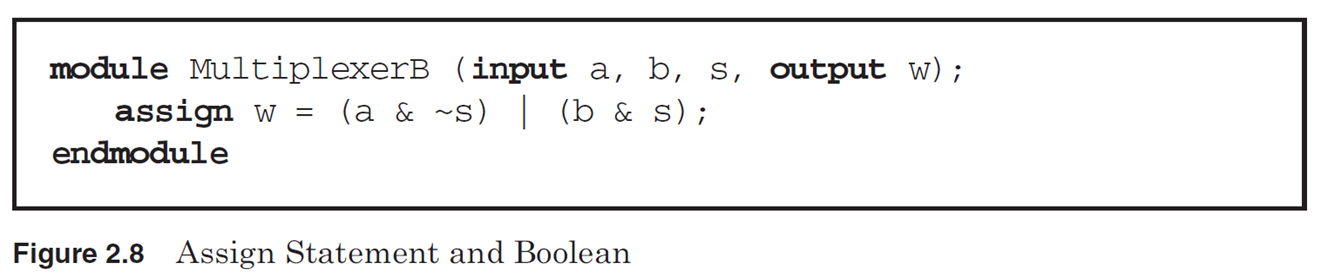 module MultiplexerB (input a, b, s, output w);
assign w = (a & ~s) | (b & s);
endmodule
Figure 2.8 Assign Statement and Boolean